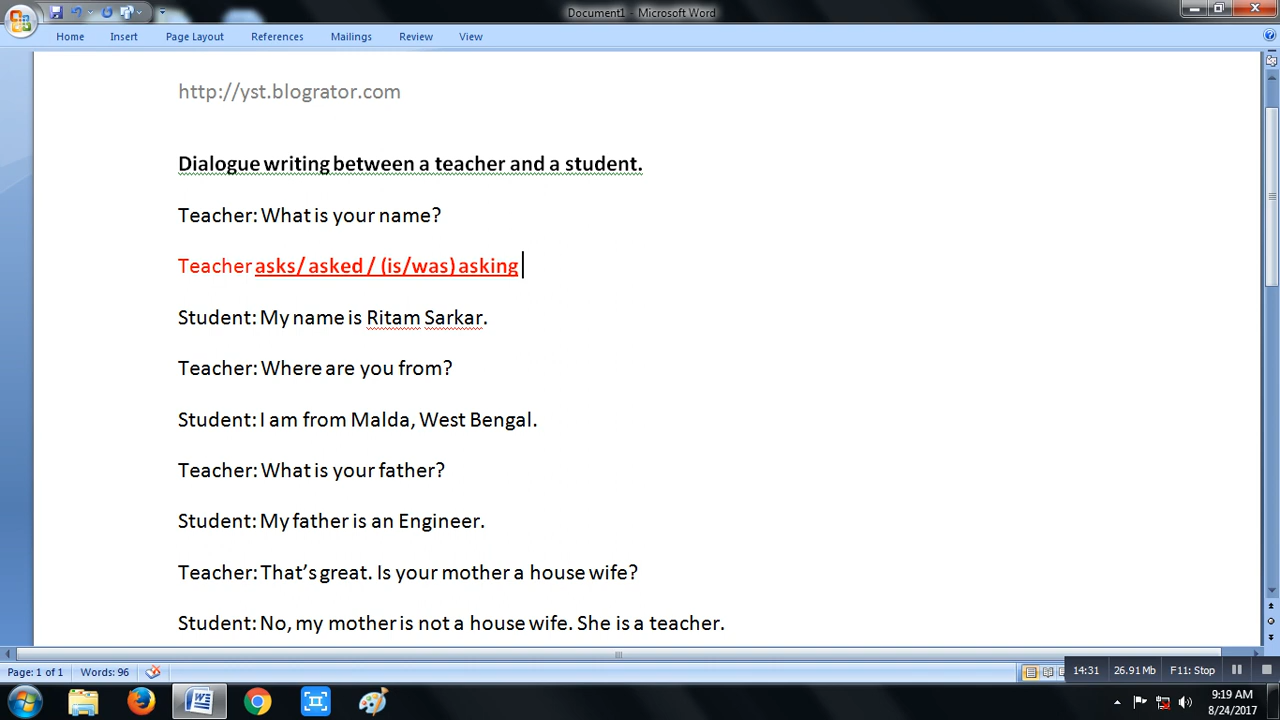 Document1 - Microsoft Word
Home Insert Page Layout References Mailings Review View
http://yst.blogrator.com
Dialogue writing between a teacher and a student.
Teacher: What is your name?
Teacher asks/ asked / (is/was) asking
Student: My name is Ritam Sarkar.
Teacher: Where are you from?
Student: I am from Malda, West Bengal.
Teacher: What is your father?
Student: My father is an Engineer.
Teacher: That's great. Is your mother a house wife?
Student: No, my mother is not a house wife. She is a teacher.
Page: 1 of 1 Words: 96 14:31 26.91 Mb F11: Stop
9:19 AM
8/24/2017